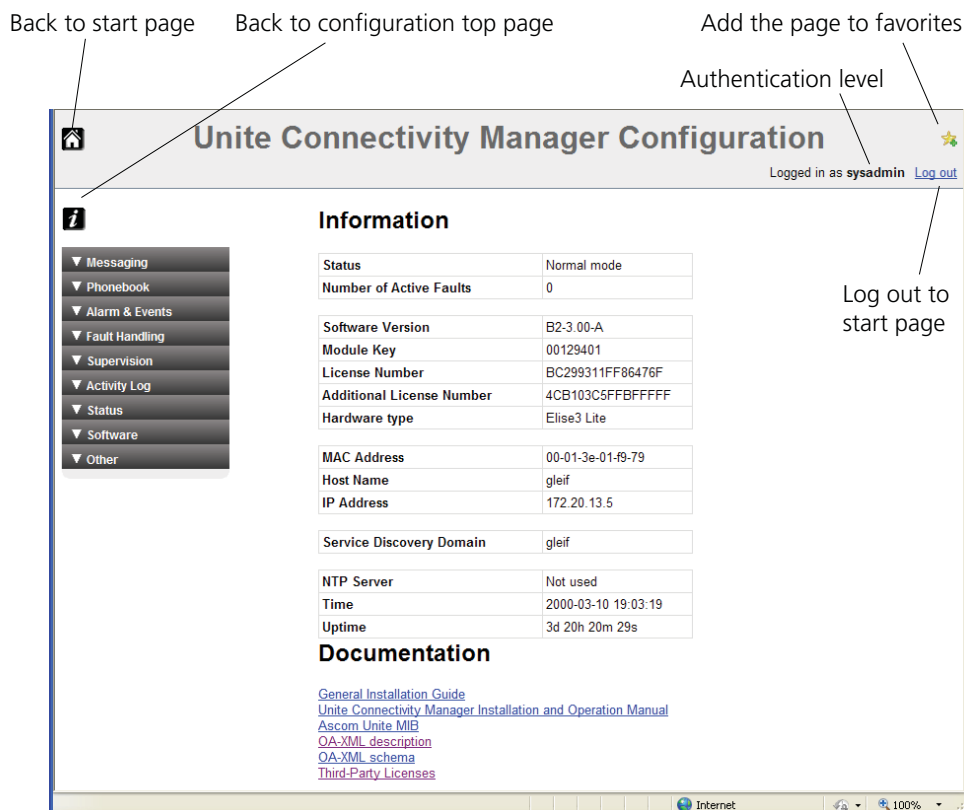 Back to start page
Back to configuration top page
Add the page to favorites
Authentication level
Unite Connectivity Manager Configuration
Logged in as sysadmin Log out
Log out to
start page
i
Messaging
Phonebook
Alarm & Events
Fault Handling
Supervision
Activity Log
Status
Software
Other
Information
Status Normal mode
Number of Active Faults 0
Software Version B2-3.00-A
Module Key 00129401
License Number BC299311FF86476F
Additional License Number 4CB103C5FFBFFFFF
Hardware type Elise3 Lite
MAC Address 00-01-3e-01-f9-79
Host Name gleif
IP Address 172.20.13.5
Service Discovery Domain gleif
NTP Server Not used
Time 2000-03-10 19:03:19
Uptime 3d 20h 20m 29s
Documentation
General Installation Guide
Unite Connectivity Manager Installation and Operation Manual
Ascom Unite MIB
OA-XML description
OA-XML schema
Third-Party Licenses
Internet
100%